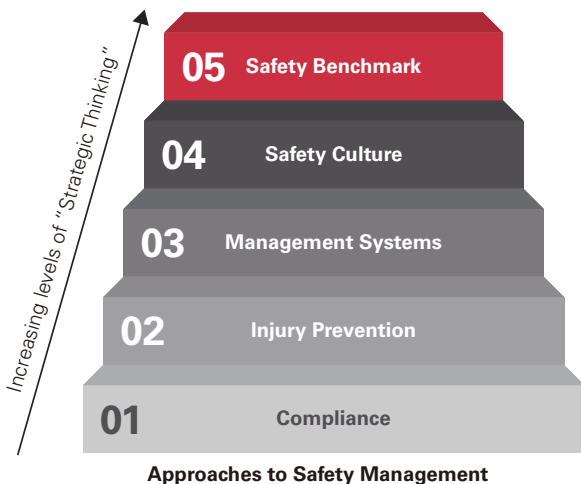 05 Safety Benchmark
04 Safety Culture
03 Management Systems
02 Injury Prevention
01 Compliance
Increasing levels of "Strategic Thinking"
Approaches to Safety Management